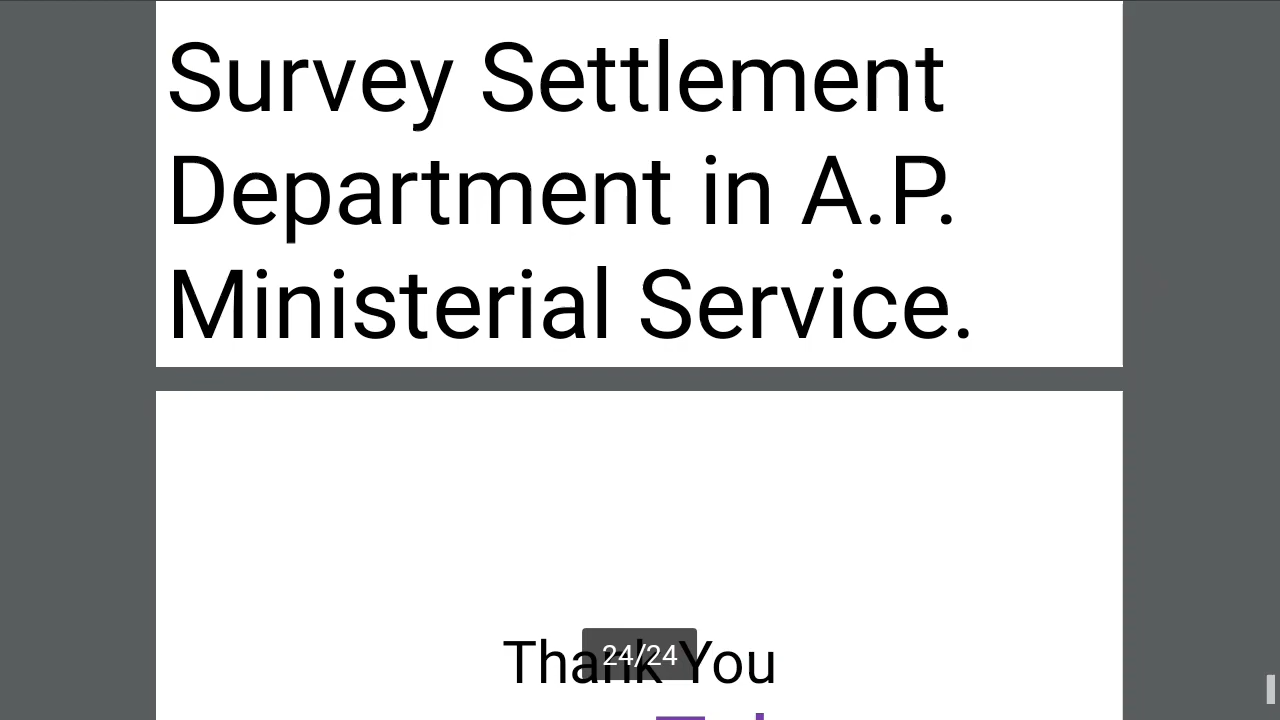 Survey Settlement
Department in A.P.
Ministerial Service.
Thank You
24/24